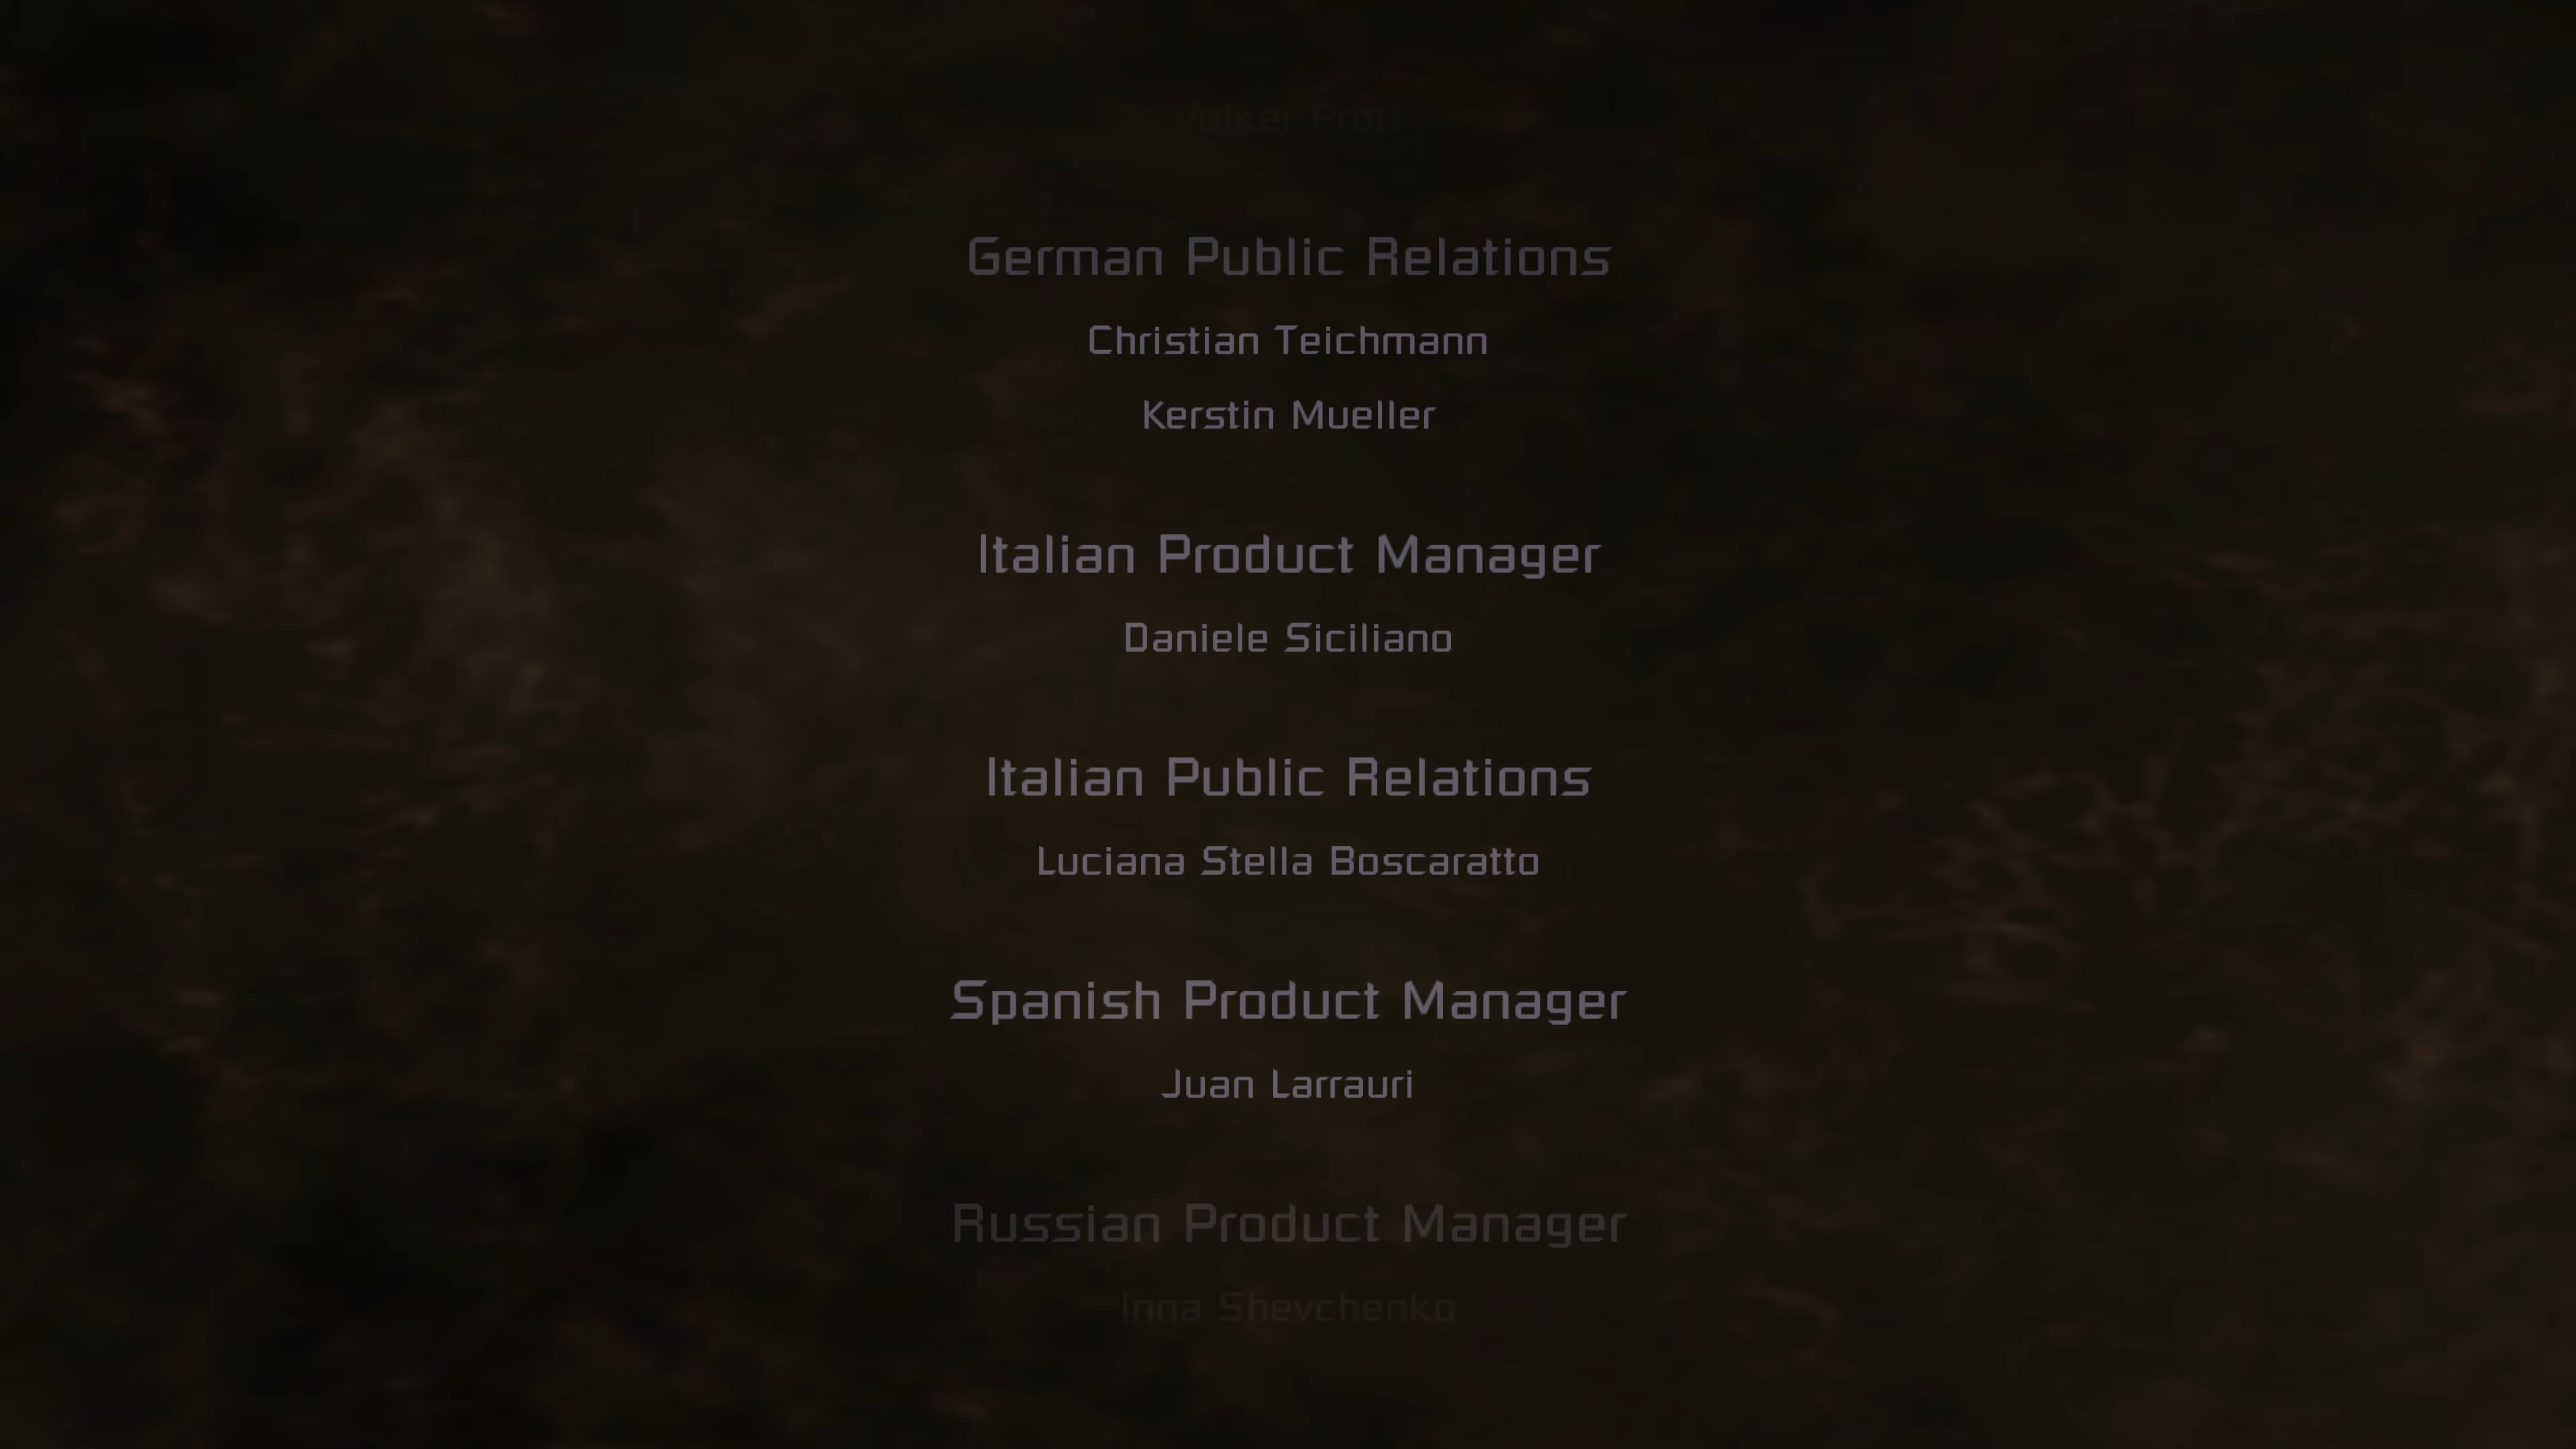 Volker
German Public Relations
Christian Teichmann
Kerstin Mueller
Italian Product Manager
Daniele Siciliano
Italian Public Relations
Luciana Stella Boscaratto
Spanish Product Manager
Juan Larrauri
Russian Product Manager
Inna Shevchenko